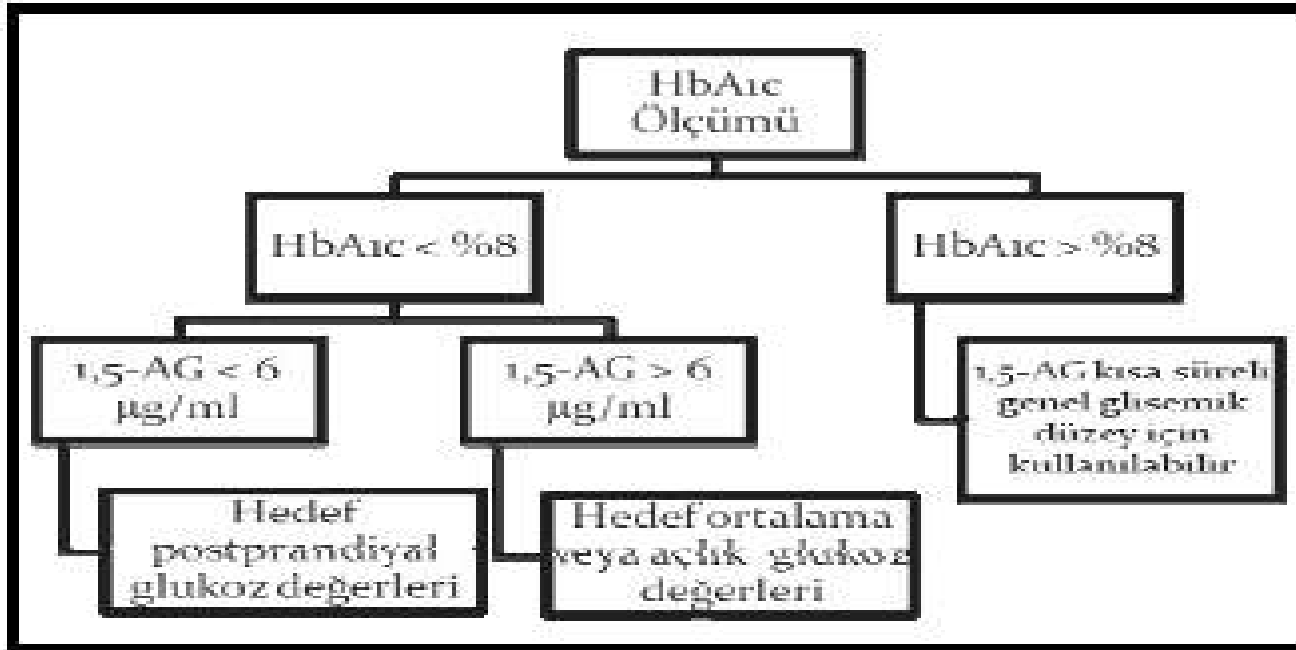 HbA1c
Ölçümü
HbA1c < %8
HbA1c > %8
1,5-AG < 6
µg/ml
1,5-AG > 6
µg/ml
1,5-AG kısa süreli
genel glisemik
düzey için
kullanılabilir
Hedef
postprandiyal
glukoz değerleri
Hedef ortalama
veya açlık glukoz
değerleri